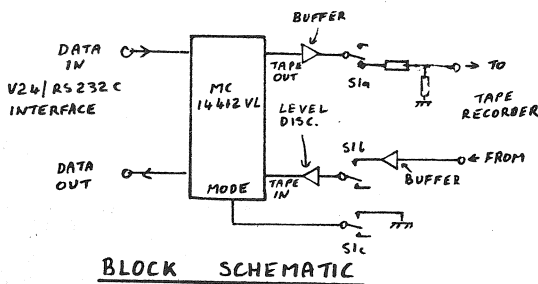 BUFFER
DATA
IN
V24/RS232C
INTERFACE
MC
14412VL
TAPE
OUT
S1a
TO
TAPE
RECORDER
LEVEL
DISC.
S1b
FROM
BUFFER
DATA
OUT
TAPE
IN
MODE
S1c
BLOCK SCHEMATIC